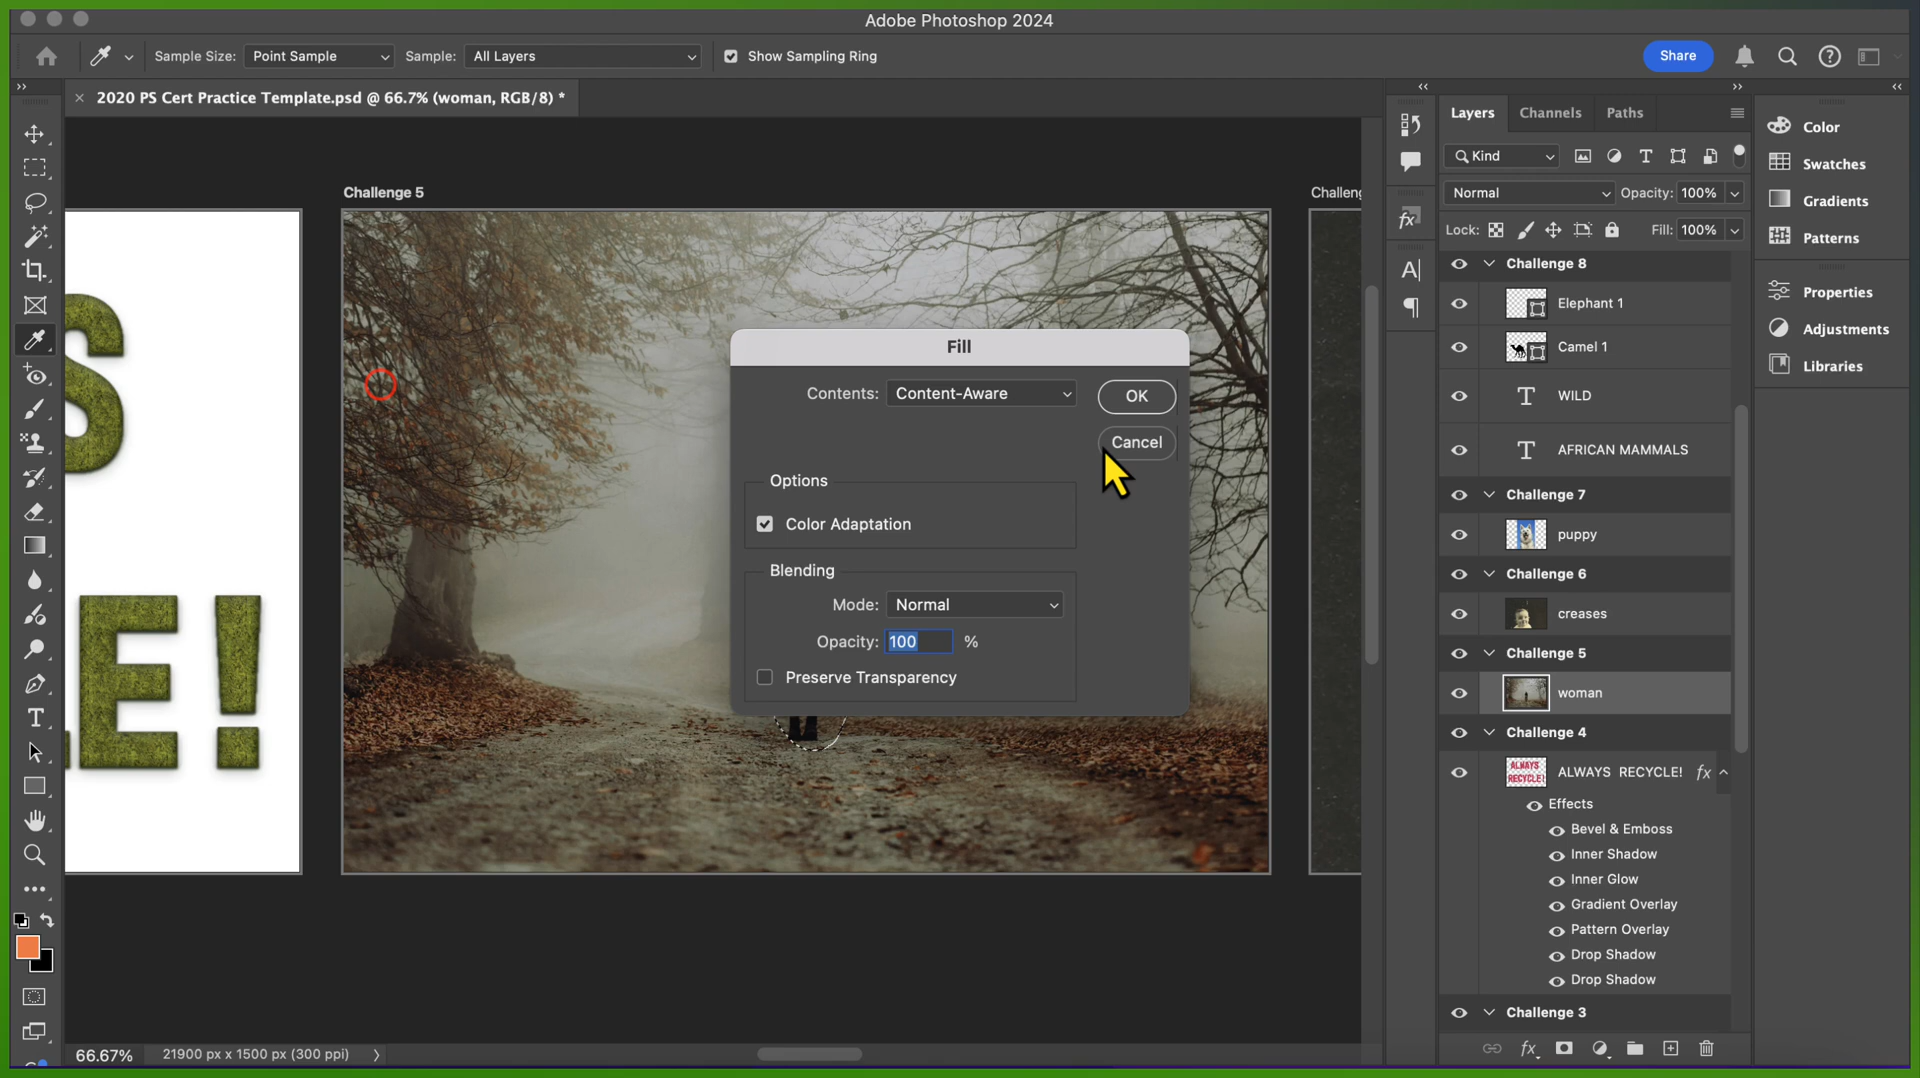 Adobe Photoshop 2024
Sample Size: Point Sample Sample: All Layers Show Sampling Ring Share
2020 PS Cert Practice Template.psd @ 66.7% (woman, RGB/8) *
Challenge 5
S
E!
Fill
Contents: Content-Aware OK
Cancel
Options
Color Adaptation
Blending
Mode: Normal
Opacity: 100 %
Preserve Transparency
66.67% 21900 px x 1500 px (300 ppi)
Layers Channels Paths
Kind
Normal Opacity: 100%
Lock: Fill: 100%
Challenge 8
Elephant 1
Camel 1
WILD
AFRICAN MAMMALS
Challenge 7
puppy
Challenge 6
creases
Challenge 5
woman
Challenge 4
ALWAYS RECYCLE!
ALWAYS RECYCLE! fx
Effects
Bevel & Emboss
Inner Shadow
Inner Glow
Gradient Overlay
Pattern Overlay
Drop Shadow
Drop Shadow
Challenge 3
fx
Color
Swatches
Gradients
Patterns
Properties
Adjustments
Libraries